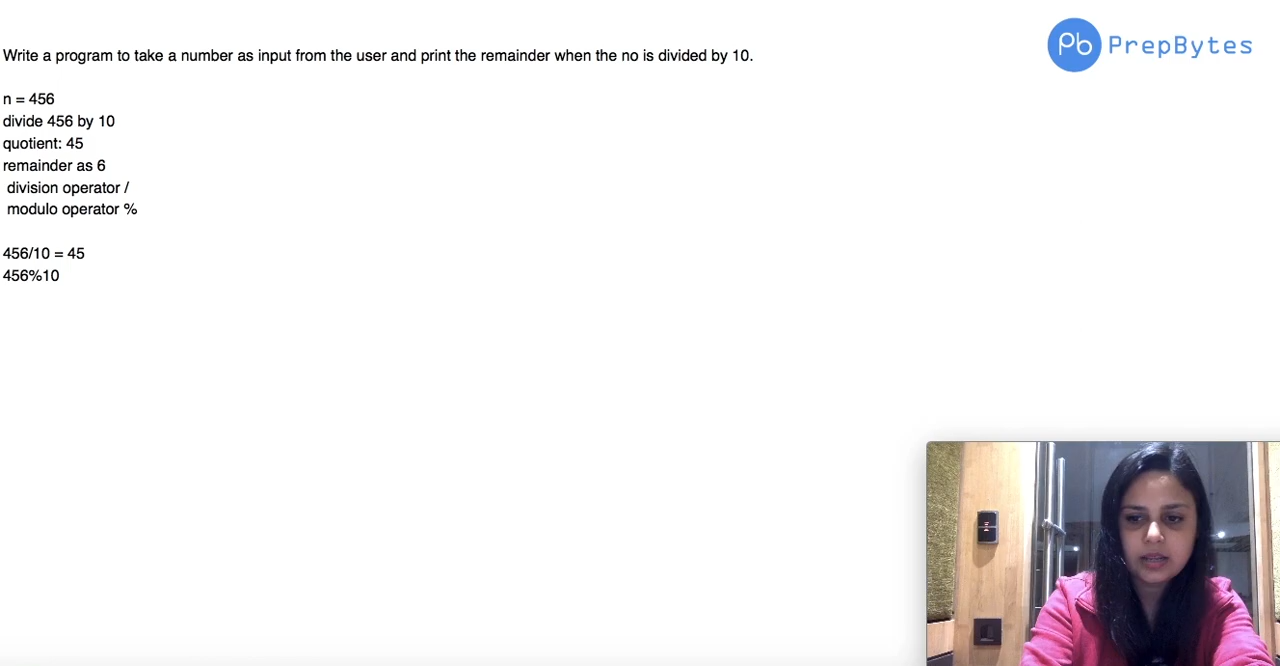 Pb PrepBytes
Write a program to take a number as input from the user and print the remainder when the no is divided by 10.
n = 456
divide 456 by 10
quotient: 45
remainder as 6
division operator /
modulo operator %
456/10 = 45
456%10